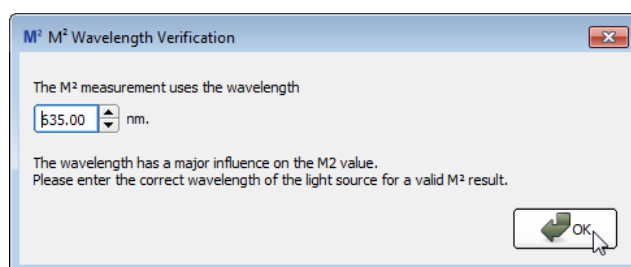 M² M² Wavelength Verification
The M² measurement uses the wavelength
635.00 nm.
The wavelength has a major influence on the M2 value.
Please enter the correct wavelength of the light source for a valid M² result.
OK